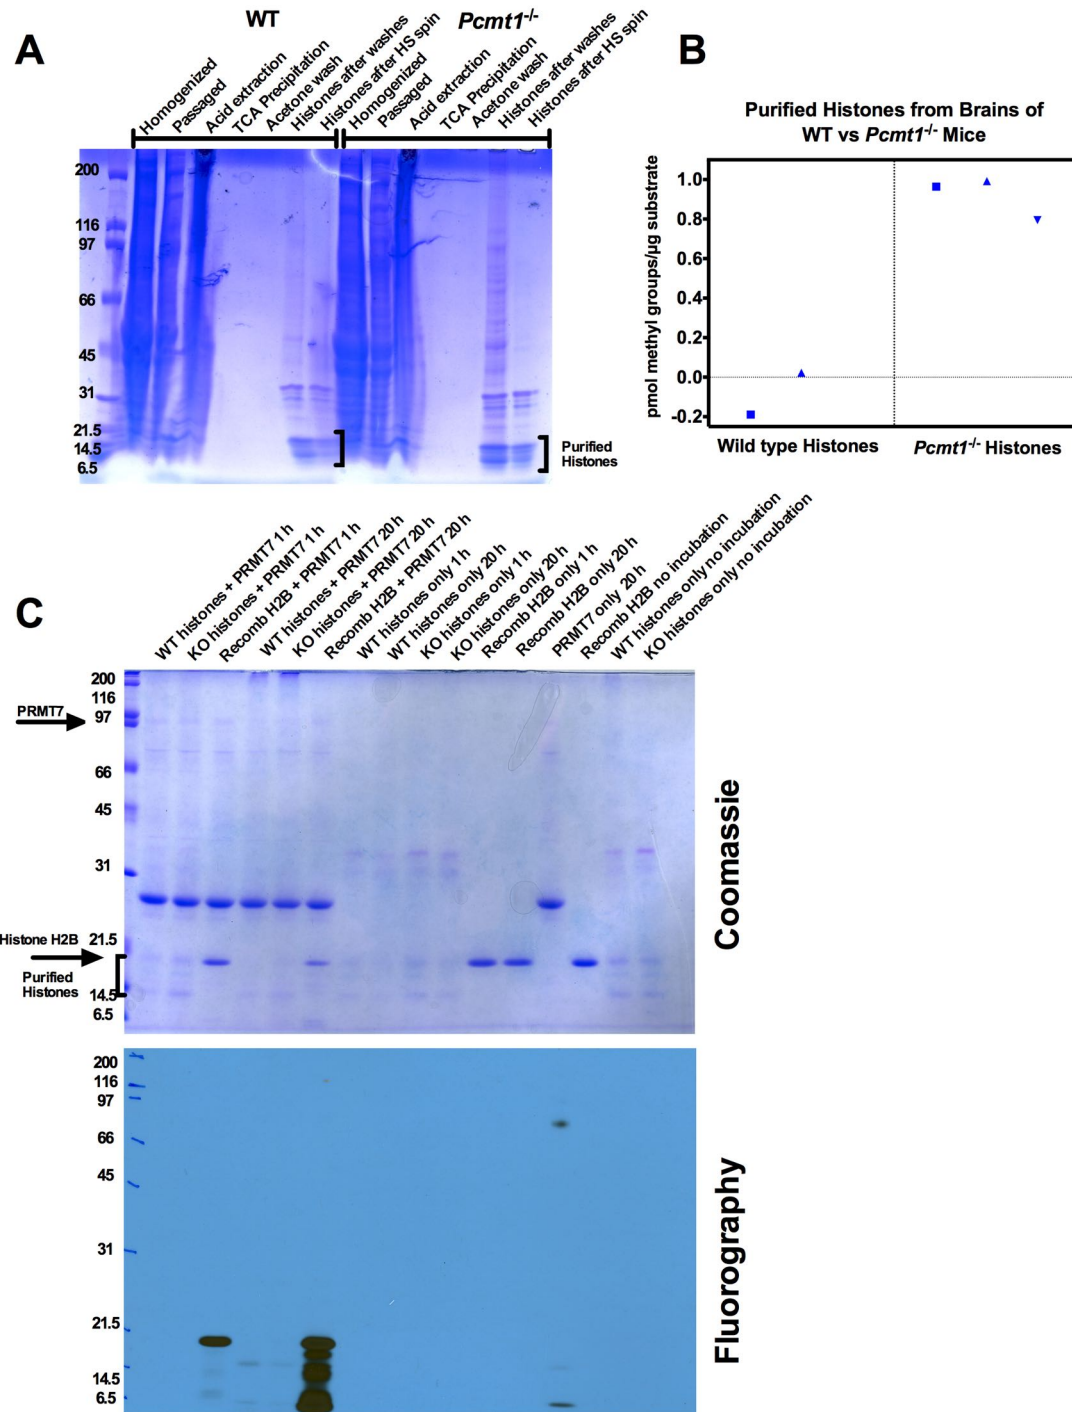 A
WT
Pcmt1-/-
Homogenized
Passaged
Acid extraction
TCA Precipitation
Acetone wash
Histones after washes
Histones after HS spin
Homogenized
Passaged
Acid extraction
TCA Precipitation
Acetone wash
Histones after washes
Histones after HS spin
200
116
97
66
45
31
21.5
14.5
6.5
Purified
Histones
B
Purified Histones from Brains of
WT vs Pcmt1-/- Mice
pmol methyl groups/µg substrate
1.0
0.8
0.6
0.4
0.2
0.0
-0.2
Wild type Histones
Pcmt1-/- Histones
C
WT histones + PRMT7 1 h
KO histones + PRMT7 1 h
Recomb H2B + PRMT7 1 h
WT histones + PRMT7 20 h
KO histones + PRMT7 20 h
Recomb H2B + PRMT7 20 h
WT histones only 1 h
WT histones only 20 h
KO histones only 1 h
KO histones only 20 h
Recomb H2B only 1 h
Recomb H2B only 20 h
PRMT7 only 20 h
Recomb H2B no incubation
WT histones only no incubation
KO histones only no incubation
PRMT7
200
116
97
66
45
31
21.5
Histone H2B
Purified
Histones
14.5
6.5
Coomassie
200
116
97
66
45
31
21.5
14.5
6.5
Fluorography